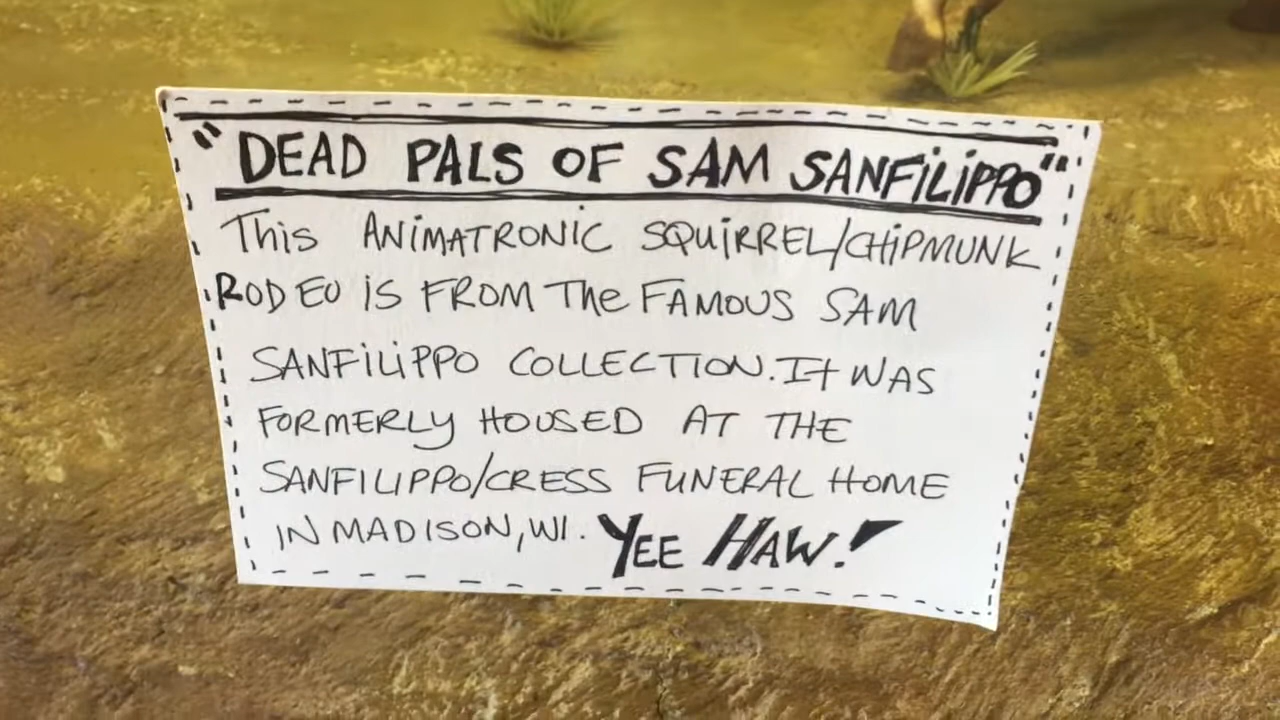 "DEAD PALS OF SAM SANFiLiPPO"
This ANiMATRONiC SQUiRREL/CHiPMUNK
RODEO iS FROM The FAMOUS SAM
SANFiLiPPO COLLECTION. It WAS
FORMERLY HOUSED AT THE
SANFILIPPO/CRESS FUNERAL HOME
IN MADISON, WI. YEE HAW!